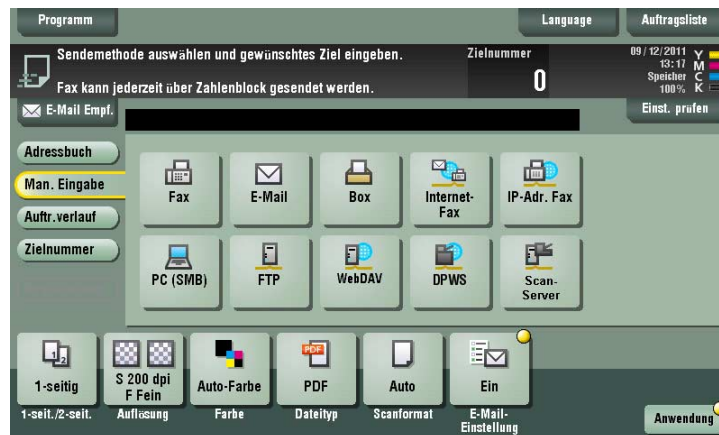 Programm
Language
Auftragsliste
Sendemethode auswählen und gewünschtes Ziel eingeben.
Zielnummer
09/12/2011
13:17
Y
M
Fax kann jederzeit über Zahlenblock gesendet werden.
0
Speicher
100%
C
K
E-Mail Empf.
Einst. prüfen
Adressbuch
Man. Eingabe
Auftr.verlauf
Zielnummer
Fax
E-Mail
Box
Internet-
Fax
IP-Adr. Fax
PC (SMB)
FTP
WebDAV
DPWS
Scan-
Server
1-seitig
S 200 dpi
F Fein
Auto-Farbe
PDF
PDF
Auto
Ein
1-seit./2-seit.
Auflösung
Farbe
Dateityp
Scanformat
E-Mail-
Einstellung
Anwendung